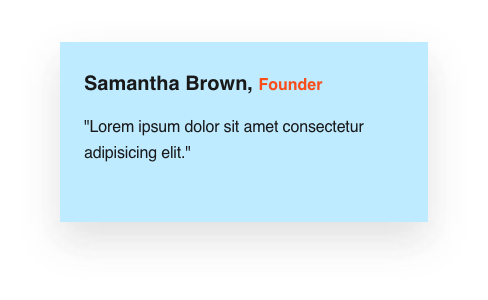 Samantha Brown, Founder
"Lorem ipsum dolor sit amet consectetur
adipisicing elit."